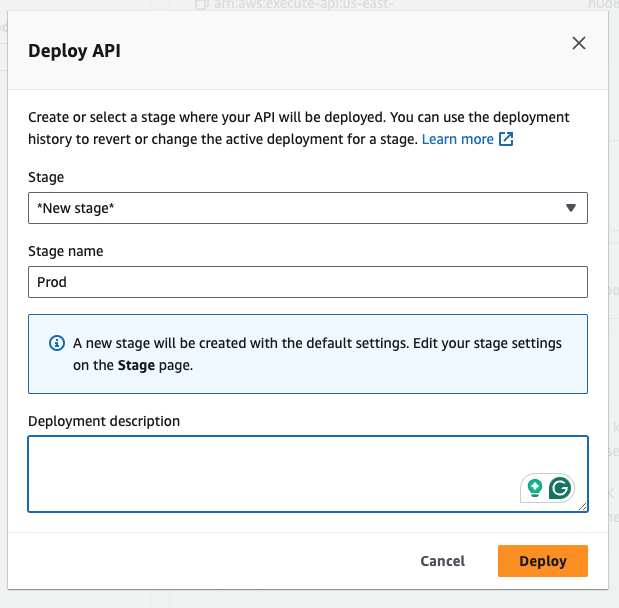 arn:aws:execute-api:us-east-
Deploy API
Create or select a stage where your API will be deployed. You can use the deployment
history to revert or change the active deployment for a stage. Learn more
Stage
*New stage*
Stage name
Prod
A new stage will be created with the default settings. Edit your stage settings
on the Stage page.
Deployment description
Cancel
Deploy